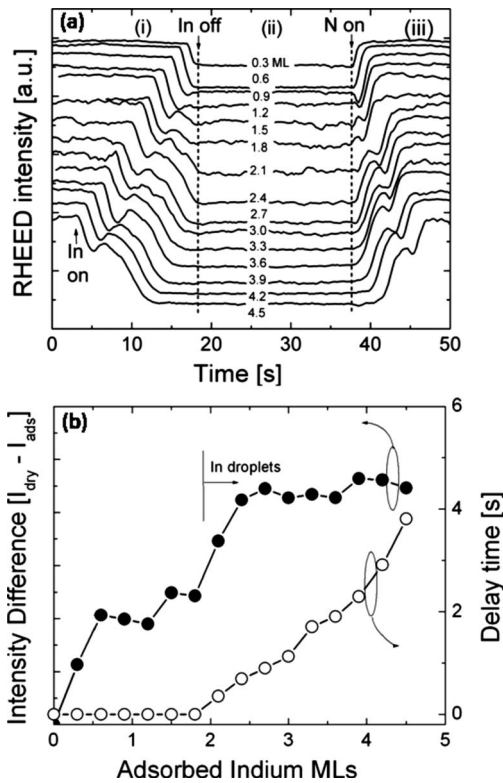 (a)
(i)
In off
(ii)
N on
(iii)
0.3 ML
0.6
0.9
1.2
1.5
1.8
2.1
2.4
2.7
3.0
3.3
3.6
3.9
4.2
4.5
In
on
RHEED intensity [a.u.]
0 10 20 30 40 50
Time [s]
(b)
In droplets
Intensity Difference [I_dry - I_ads]
6
4
2
0
Delay time [s]
0 1 2 3 4 5
Adsorbed Indium MLs